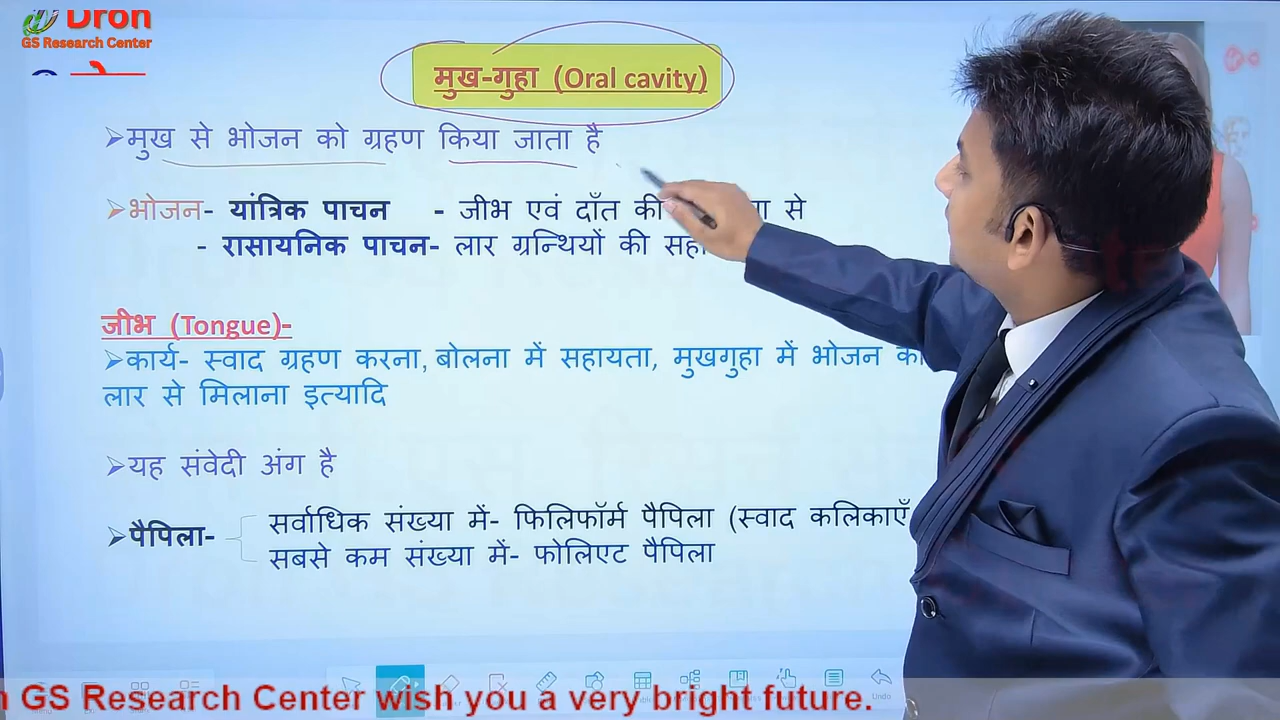 Dron
GS Research Center
मुख-गुहा (Oral cavity)
➢मुख से भोजन को ग्रहण किया जाता है
➢भोजन- यांत्रिक पाचन - जीभ एवं दाँत की से
- रासायनिक पाचन- लार ग्रन्थियों की
जीभ (Tongue)-
➢कार्य- स्वाद ग्रहण करना, बोलना में सहायता, मुखगुहा में भोजन
लार से मिलाना इत्यादि
➢यह संवेदी अंग है
➢पैपिला-
सर्वाधिक संख्या में- फिलिफॉर्म पैपिला (स्वाद कलिकाएँ
सबसे कम संख्या में- फोलिएट पैपिला
Undo
GS Research Center wish you a very bright future.